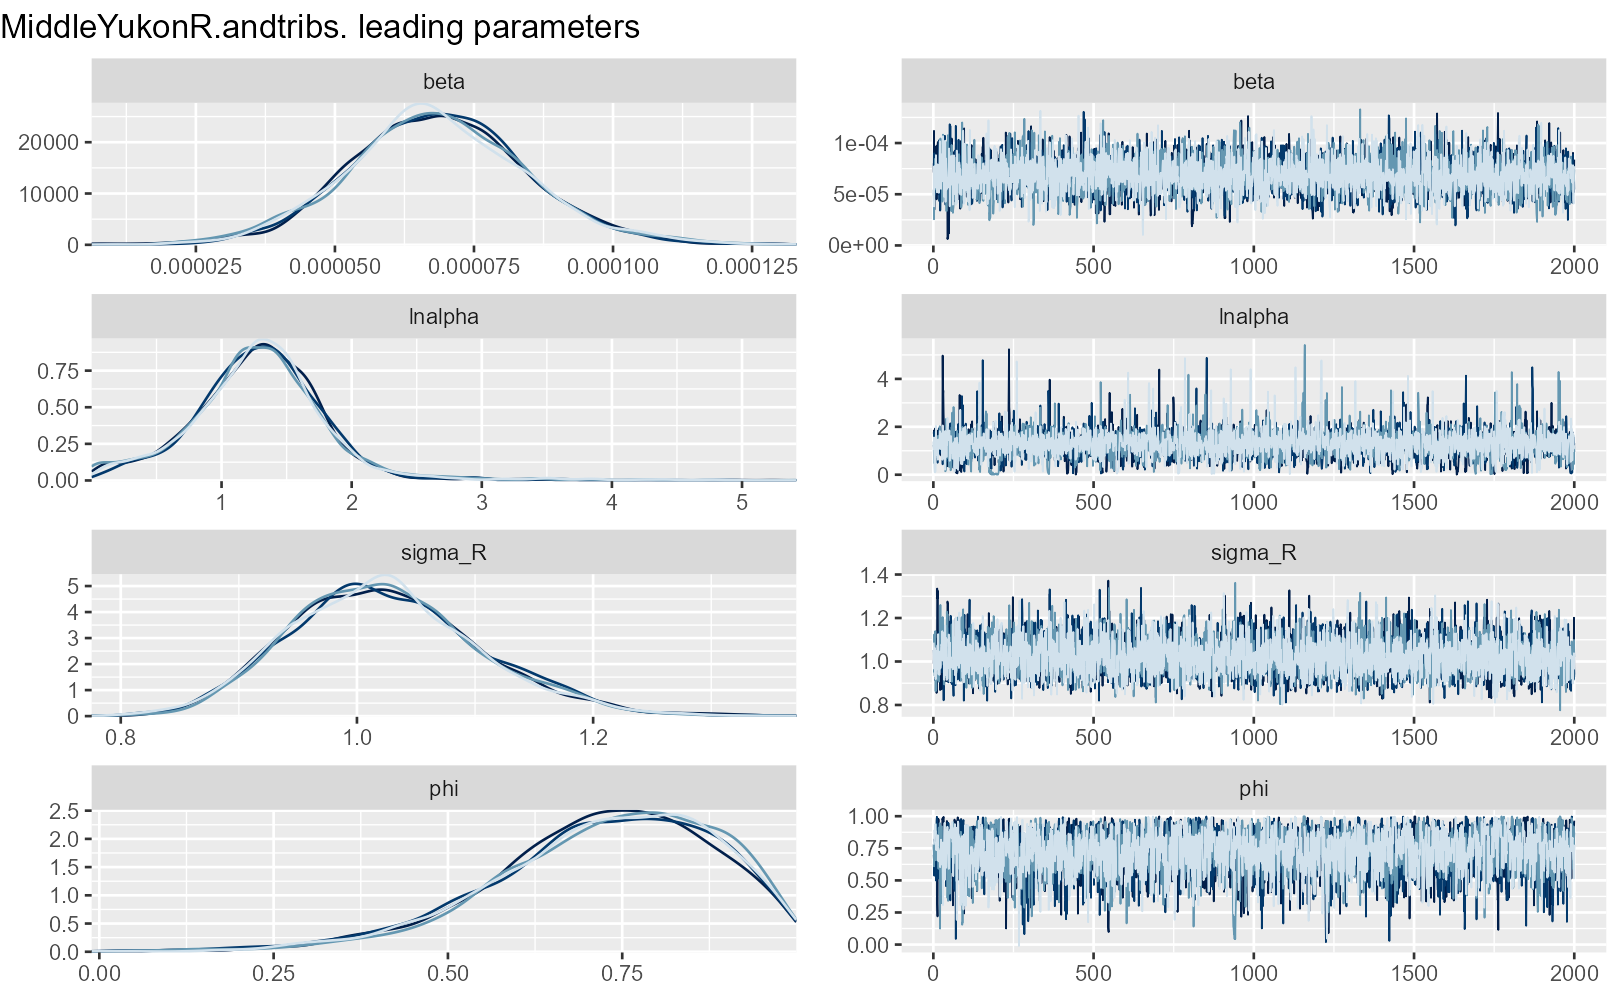 MiddleYukonR.andtribs. leading parameters
beta
20000
10000
0
0.000025 0.000050 0.000075 0.000100 0.000125
beta
1e-04
5e-05
0e+00
0 500 1000 1500 2000
lnalpha
0.75
0.50
0.25
0.00
1 2 3 4 5
lnalpha
4
2
0
0 500 1000 1500 2000
sigma_R
5
4
3
2
1
0
0.8 1.0 1.2
sigma_R
1.4
1.2
1.0
0.8
0 500 1000 1500 2000
phi
2.5
2.0
1.5
1.0
0.5
0.0
0.00 0.25 0.50 0.75
phi
1.00
0.75
0.50
0.25
0.00
0 500 1000 1500 2000